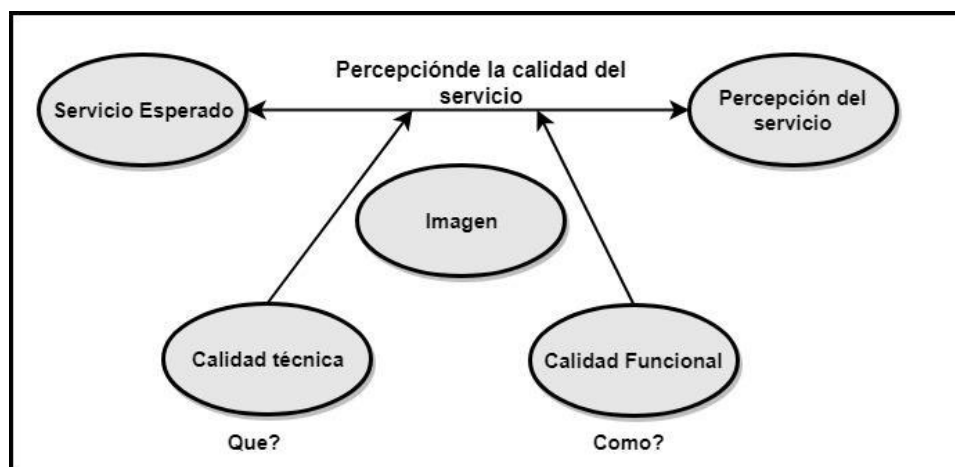 Percepciónde la calidad del
servicio
Servicio Esperado
Percepción del
servicio
Imagen
Calidad técnica
Calidad Funcional
Que?
Como?